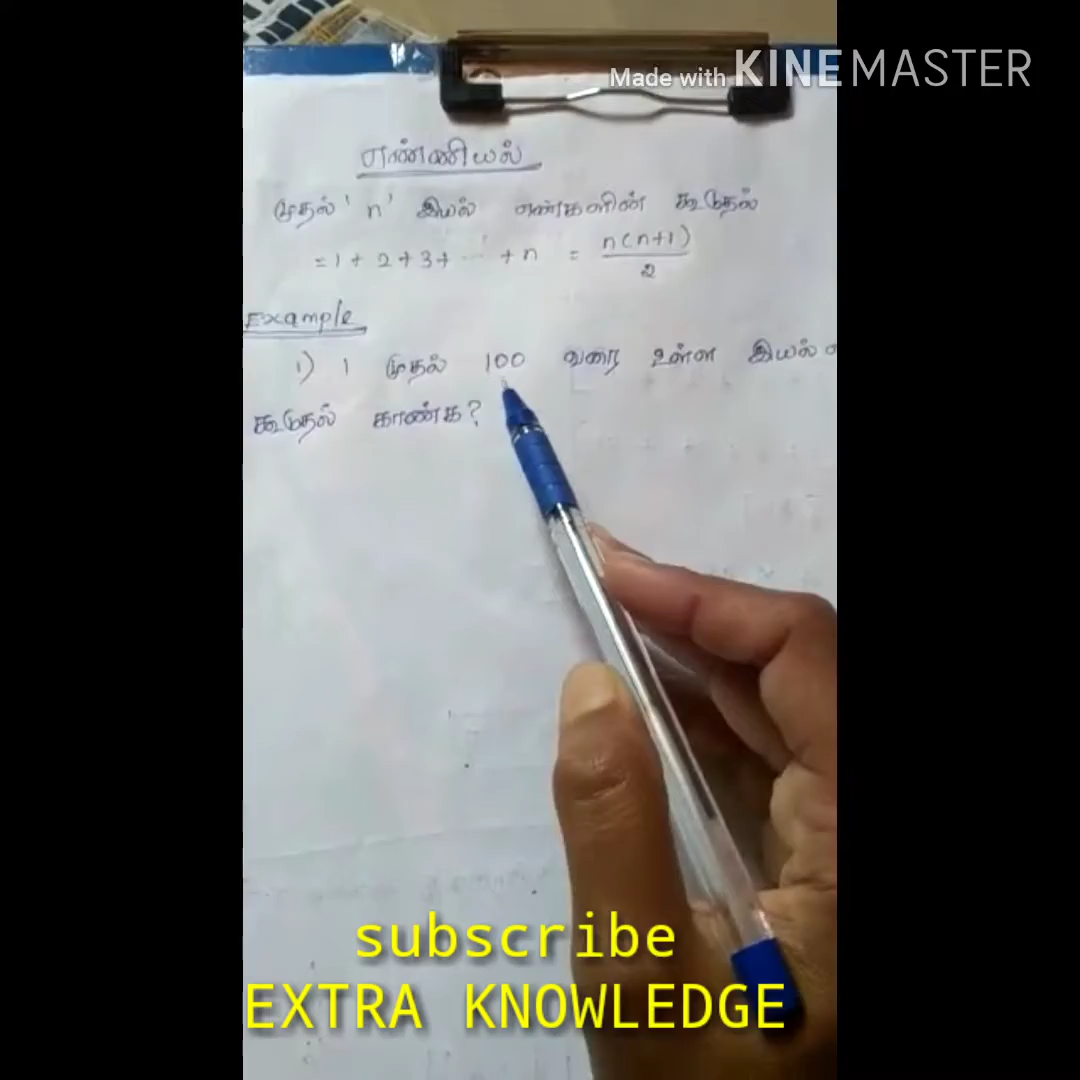 Made with KINEMASTER
எண்ணியல்
முதல் 'n' இயல் எண்களின் கூடுதல்
= 1 + 2 + 3 + ... + n = n(n+1)/2
Example
1) 1 முதல் 100 வரை உள்ள இயல் எ
கூடுதல் காண்க?
subscribe
EXTRA KNOWLEDGE